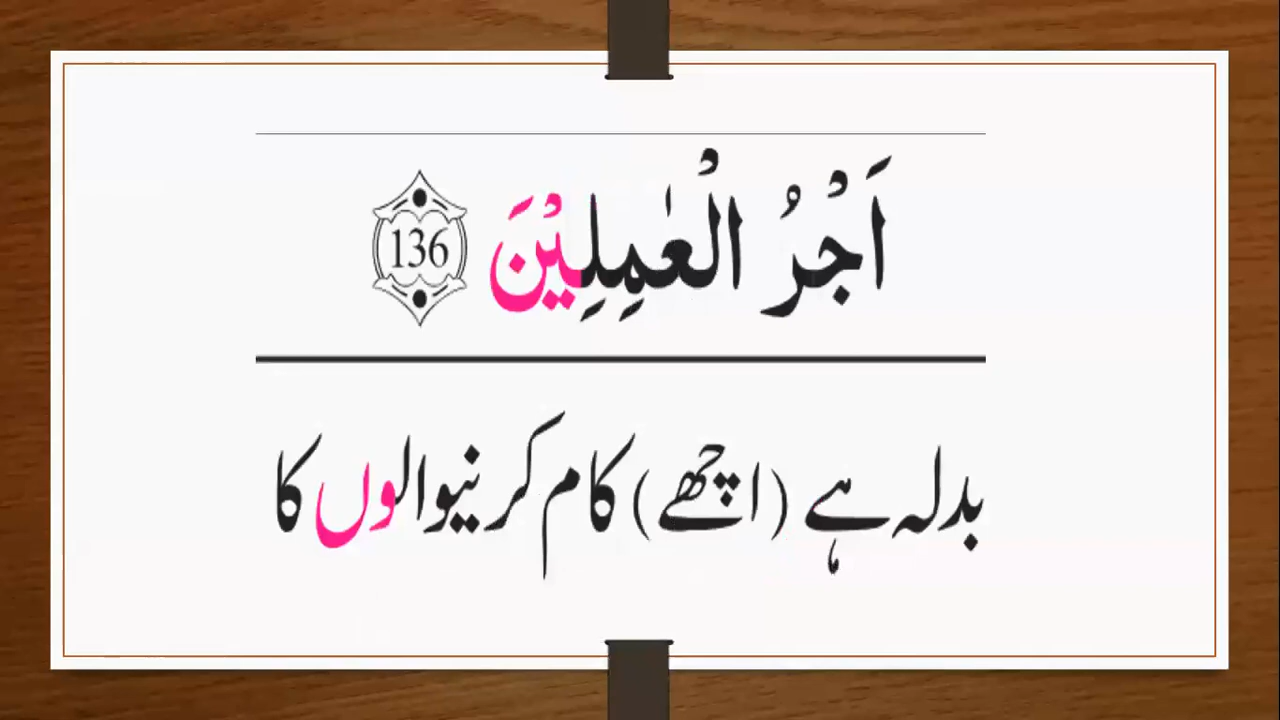 اَجْرُ الْعٰمِلِيْنَ 136
بدلہ ہے (اچھے) کام کرنیوالوں کا